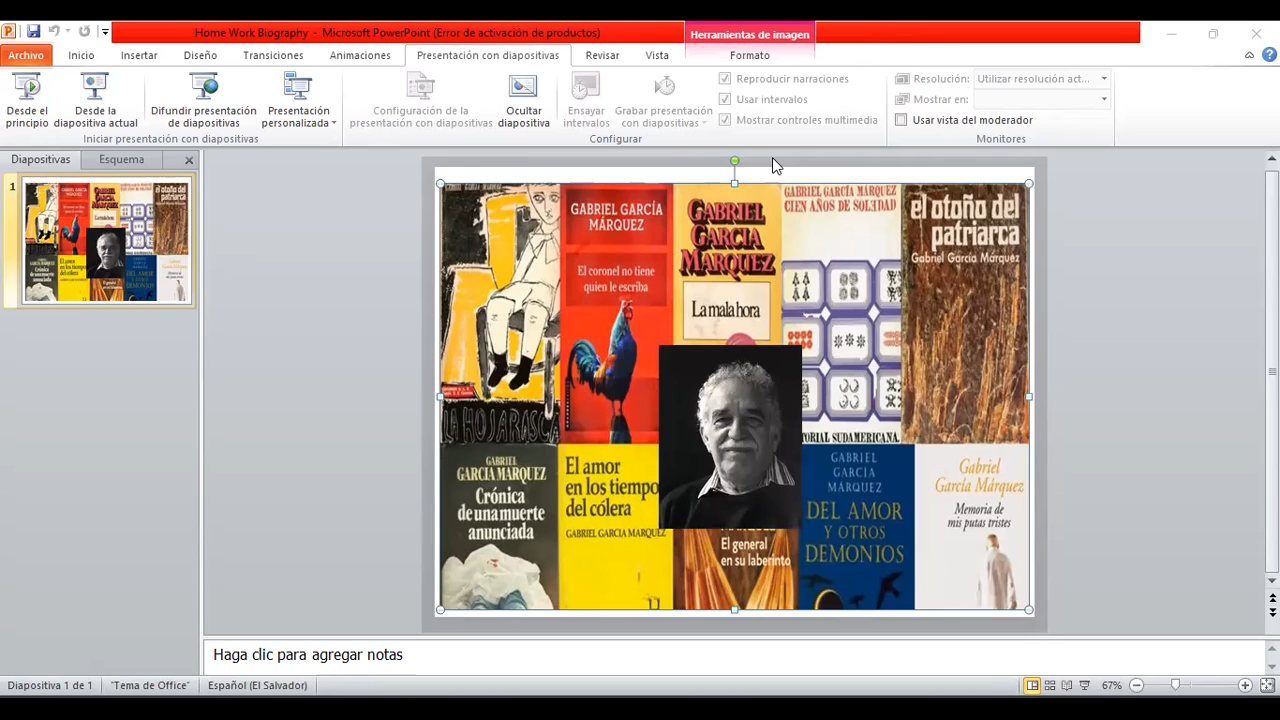 Home Work Biography - Microsoft PowerPoint (Error de activación de productos)
Herramientas de imagen
Archivo
Inicio
Insertar
Diseño
Transiciones
Animaciones
Presentación con diapositivas
Revisar
Vista
Formato
Desde el
principio
Desde la
diapositiva actual
Difundir presentación
de diapositivas
Presentación
personalizada
Iniciar presentación con diapositivas
Configuración de la
presentación con diapositivas
Ocultar
diapositiva
Ensayar
intervalos
Grabar presentación
con diapositivas
Reproducir narraciones
Usar intervalos
Mostrar controles multimedia
Configurar
Resolución:
Utilizar resolución act...
Mostrar en:
Usar vista del moderador
Monitores
Diapositivas
Esquema
1
LA HOJARASCA
GABRIEL GARCÍA
MÁRQUEZ
El coronel no tiene
quien le escriba
GABRIEL
GARCIA
MARQUEZ
La mala hora
GABRIEL GARCÍA MÁRQUEZ
CIEN AÑOS DE SOLEDAD
TORIAL SUDAMERICANA
el otoño del
patriarca
Gabriel García Márquez
GABRIEL
GARCÍA MÁRQUEZ
Crónica
de una muerte
anunciada
El amor
en los tiempo
del cólera
GABRIEL GARCIA MARQUEZ
MÁRQUEZ
El general
en su laberinto
GABRIEL
GARCÍA
MÁRQUEZ
DEL AMOR
Y OTROS
DEMONIOS
Gabriel
García Márquez
Memoria de
mis putas tristes
Haga clic para agregar notas
Diapositiva 1 de 1
"Tema de Office"
Español (El Salvador)
67%